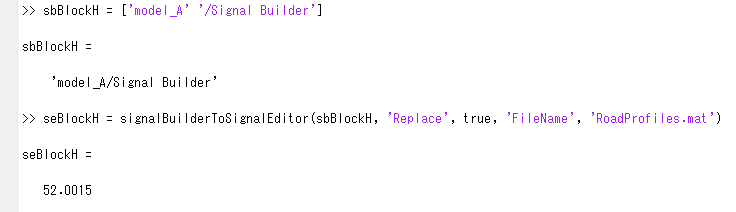 >> sbBlockH = ['model_A' '/Signal Builder']
sbBlockH =
'model_A/Signal Builder'
>> seBlockH = signalBuilderToSignalEditor(sbBlockH, 'Replace', true, 'FileName', 'RoadProfiles.mat')
seBlockH =
52.0015